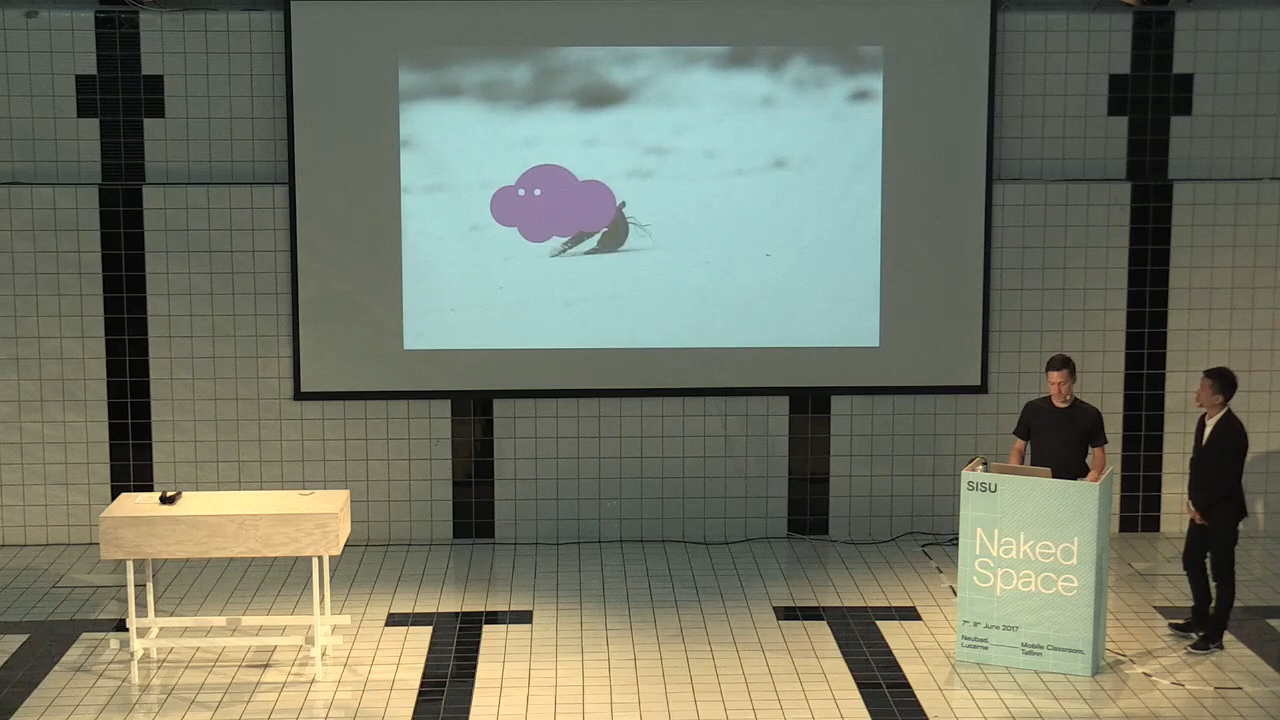 SISU
Naked
Space
7th, 8th June 2017
Neubad,
Lucerne
Mobile Classroom,
Tallinn